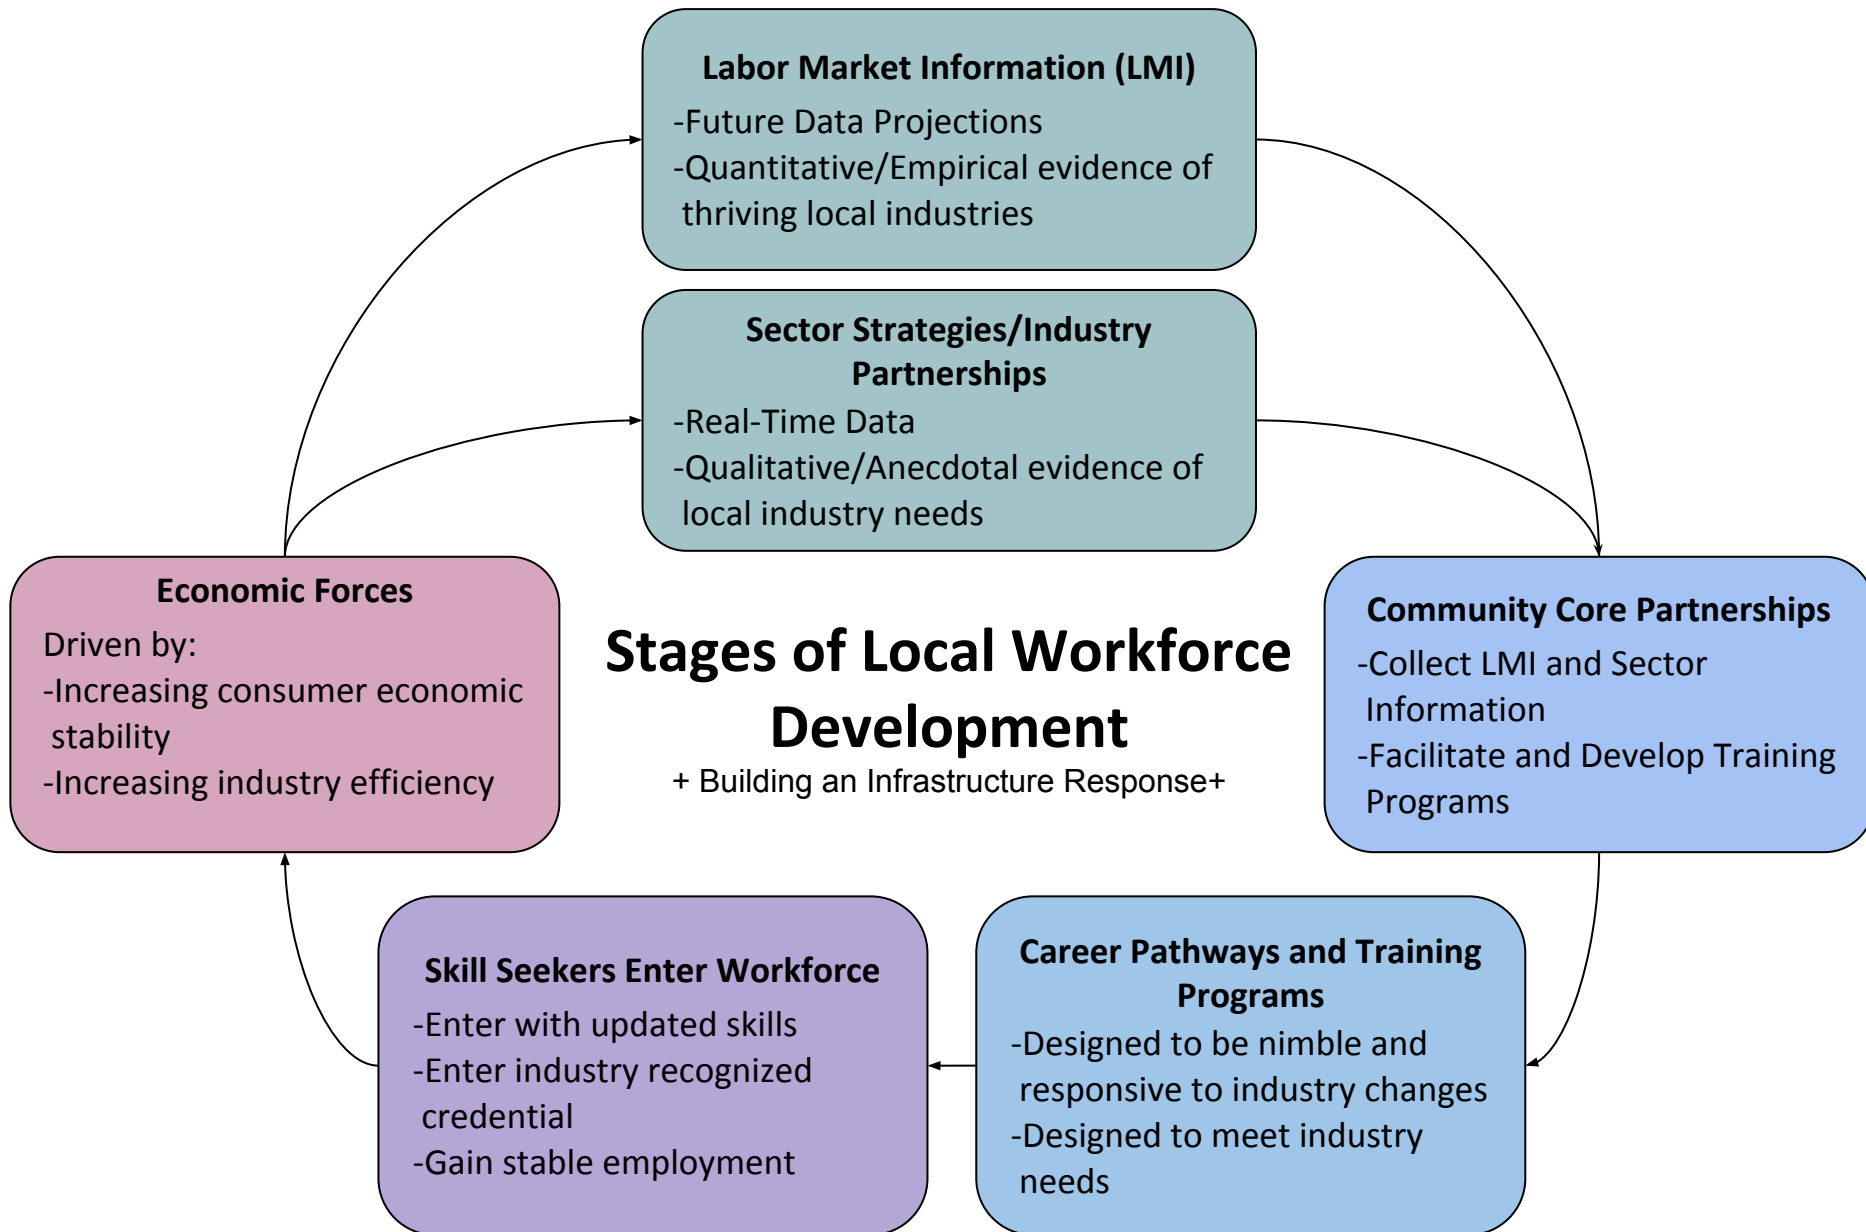 Labor Market Information (LMI)
-Future Data Projections
-Quantitative/Empirical evidence of
thriving local industries
Sector Strategies/Industry
Partnerships
-Real-Time Data
-Qualitative/Anecdotal evidence of
local industry needs
Economic Forces
Driven by:
-Increasing consumer economic
stability
-Increasing industry efficiency
Stages of Local Workforce
Development
+ Building an Infrastructure Response+
Community Core Partnerships
-Collect LMI and Sector
Information
-Facilitate and Develop Training
Programs
Skill Seekers Enter Workforce
-Enter with updated skills
-Enter industry recognized
credential
-Gain stable employment
Career Pathways and Training
Programs
-Designed to be nimble and
responsive to industry changes
-Designed to meet industry
needs